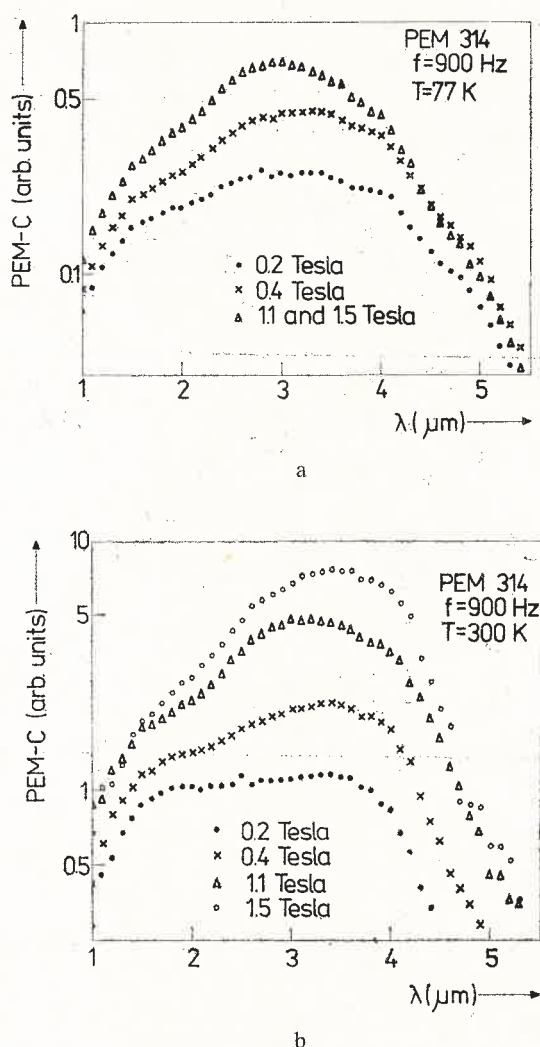 PEM-C (arb. units)
1
0.5
0.1
PEM 314
f=900 Hz
T=77 K
• 0.2 Tesla
× 0.4 Tesla
△ 1.1 and 1.5 Tesla
1 2 3 4 5
λ(μm)
a
PEM-C (arb. units)
10
5
1
0.5
PEM 314
f=900 Hz
T=300 K
• 0.2 Tesla
× 0.4 Tesla
△ 1.1 Tesla
○ 1.5 Tesla
1 2 3 4 5
λ(μm)
b